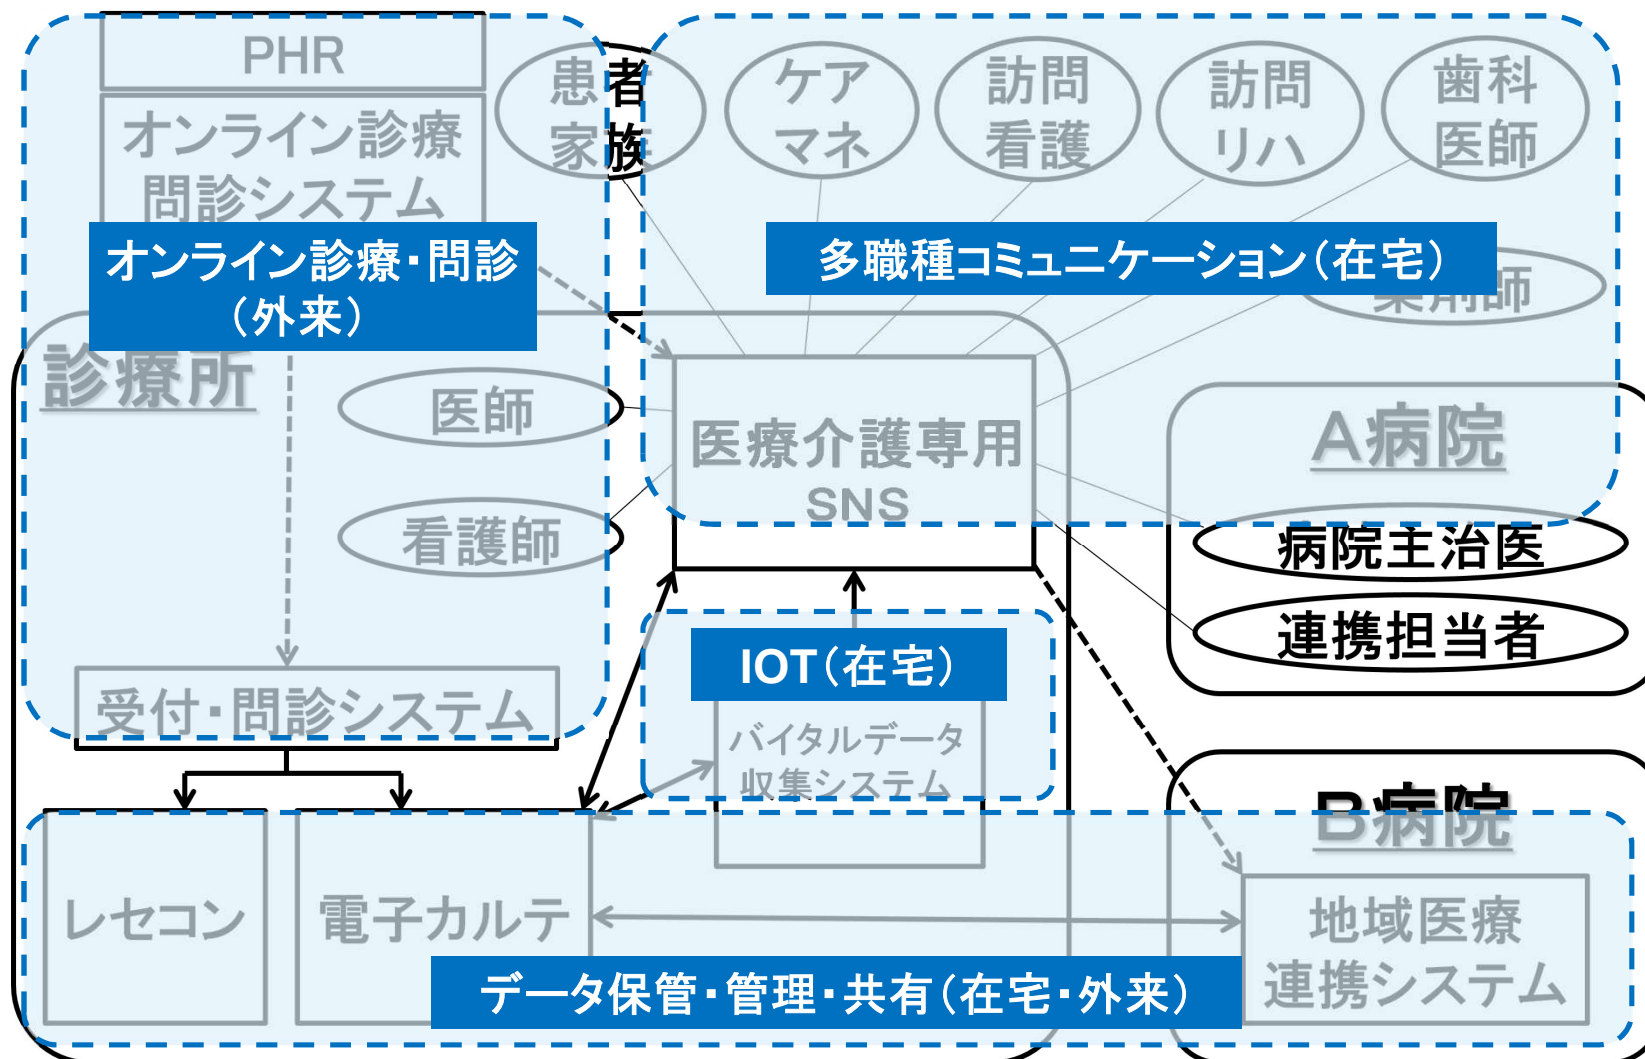 PHR
オンライン診療
問診システム
オンライン診療・問診
（外来）
患者
家族
ケア
マネ
訪問
看護
訪問
リハ
歯科
医師
多職種コミュニケーション（在宅）
薬剤師
診療所
医師
看護師
医療介護専用
SNS
A病院
病院主治医
連携担当者
IOT（在宅）
バイタルデータ
収集システム
受付・問診システム
B病院
レセコン
電子カルテ
地域医療
連携システム
データ保管・管理・共有（在宅・外来）